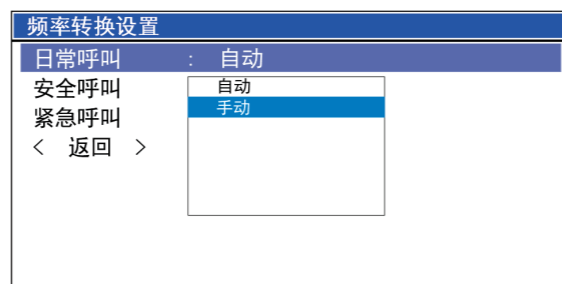 频率转换设置
日常呼叫 : 自动
安全呼叫
自动
手动
紧急呼叫
< 返回 >